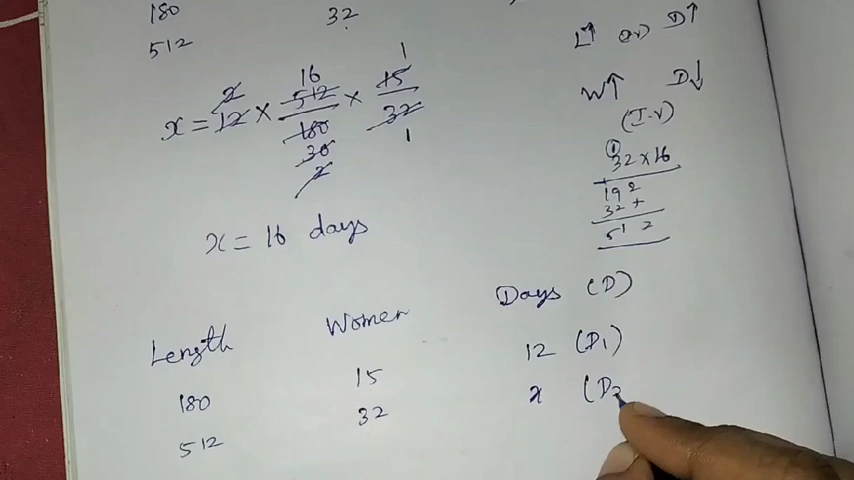 180 32
512
L↑ (D.V) D↑
W↑ D↓
(I.V)
2 16 1
x = 12 × 512/180 × 15/32
30 1
2
1
32×16
192
32+
512
x = 16 days
Length Women Days (D)
180 15 12 (D1)
512 32 x (D2